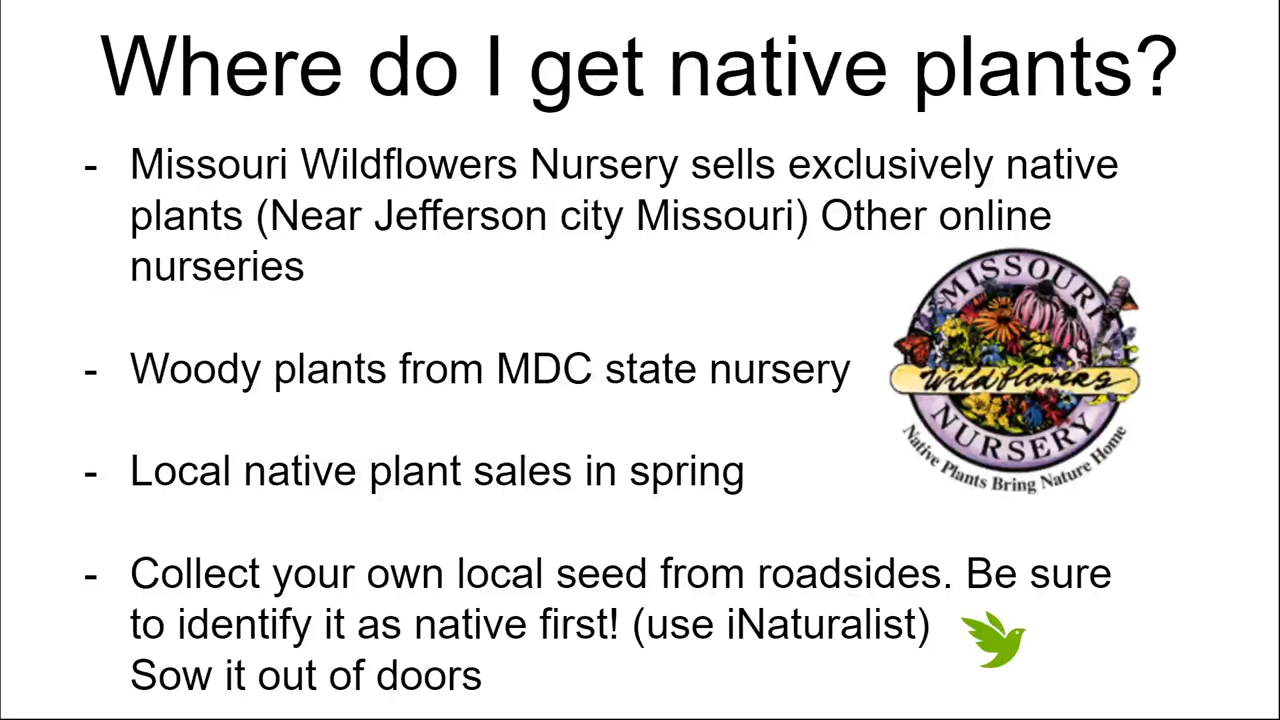 Where do I get native plants?
- Missouri Wildflowers Nursery sells exclusively native
plants (Near Jefferson city Missouri) Other online
nurseries
MISSOURI
Wildflowers
NURSERY
Native Plants Bring Nature Home
- Woody plants from MDC state nursery
- Local native plant sales in spring
- Collect your own local seed from roadsides. Be sure
to identify it as native first! (use iNaturalist)
Sow it out of doors